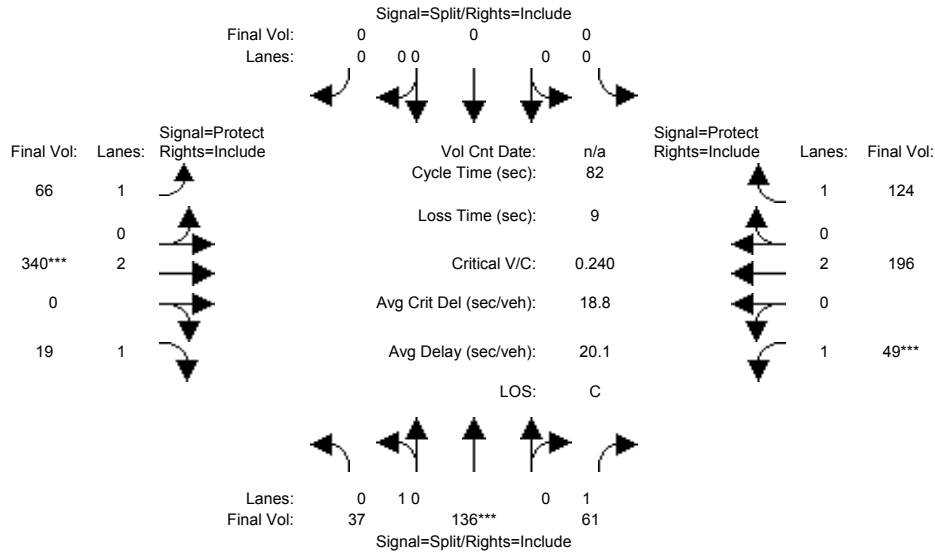 Signal=Split/Rights=Include
Final Vol: 0 0 0
Lanes: 0 0 0 0 0
Signal=Protect Signal=Protect
Final Vol: Lanes: Rights=Include Vol Cnt Date: n/a Rights=Include Lanes: Final Vol:
Cycle Time (sec): 82
66 1 1 124
Loss Time (sec): 9
0 0
340*** 2 Critical V/C: 0.240 2 196
0 Avg Crit Del (sec/veh): 18.8 0
19 1 Avg Delay (sec/veh): 20.1 1 49***
LOS: C
Lanes: 0 1 0 0 1
Final Vol: 37 136*** 61
Signal=Split/Rights=Include